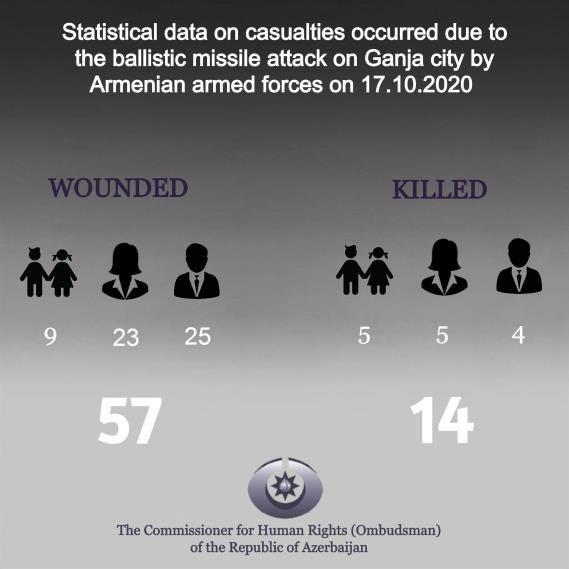 Statistical data on casualties occurred due to
the ballistic missile attack on Ganja city by
Armenian armed forces on 17.10.2020
WOUNDED
KILLED
9 23 25
5 5 4
57
14
The Commissioner for Human Rights (Ombudsman)
of the Republic of Azerbaijan